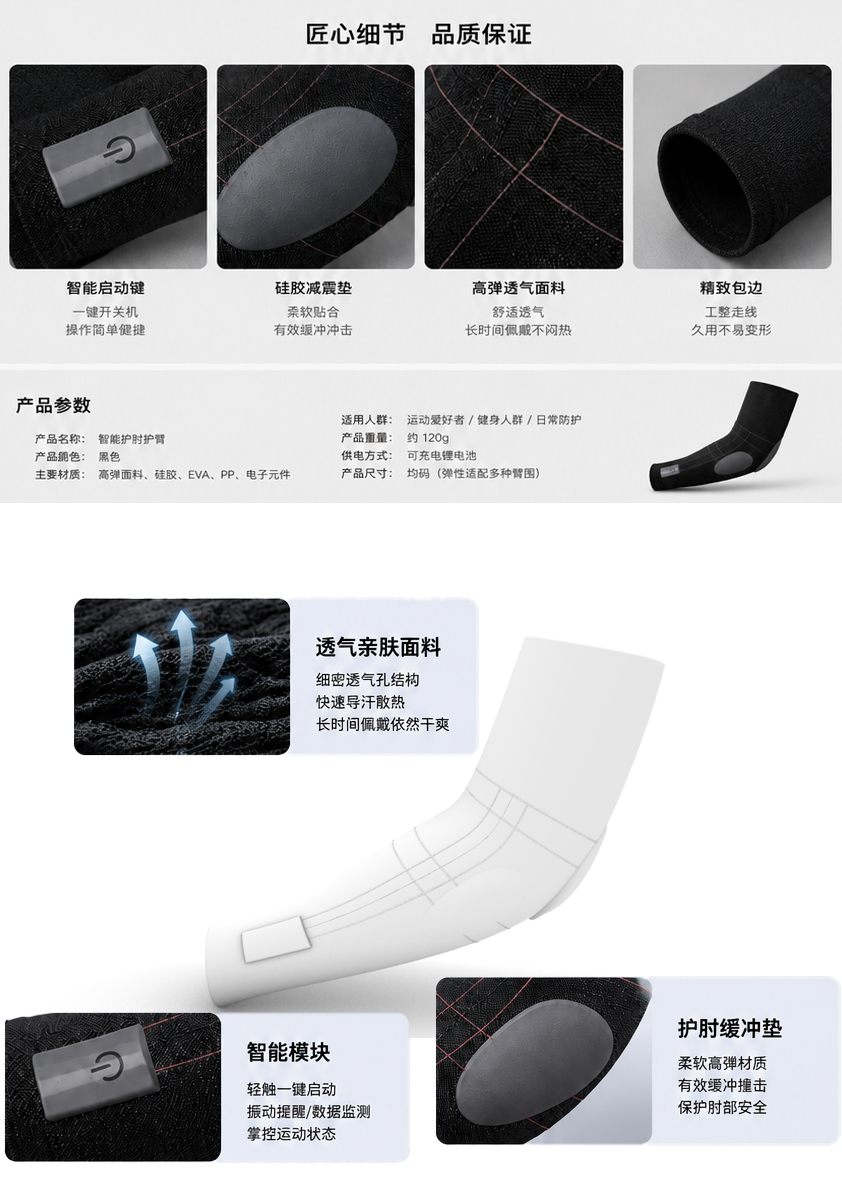 匠心细节 品质保证
智能启动键
一键开关机
操作简单健捷
硅胶减震垫
柔软贴合
有效缓冲冲击
高弹透气面料
舒适透气
长时间佩戴不闷热
精致包边
工整走线
久用不易变形
产品参数
产品名称： 智能护肘护臂
产品颜色： 黑色
主要材质： 高弹面料、硅胶、EVA、PP、电子元件
适用人群： 运动爱好者 / 健身人群 / 日常防护
产品重量： 约 120g
供电方式： 可充电锂电池
产品尺寸： 均码（弹性适配多种臂围）
透气亲肤面料
细密透气孔结构
快速导汗散热
长时间佩戴依然干爽
智能模块
轻触一键启动
振动提醒/数据监测
掌控运动状态
护肘缓冲垫
柔软高弹材质
有效缓冲撞击
保护肘部安全